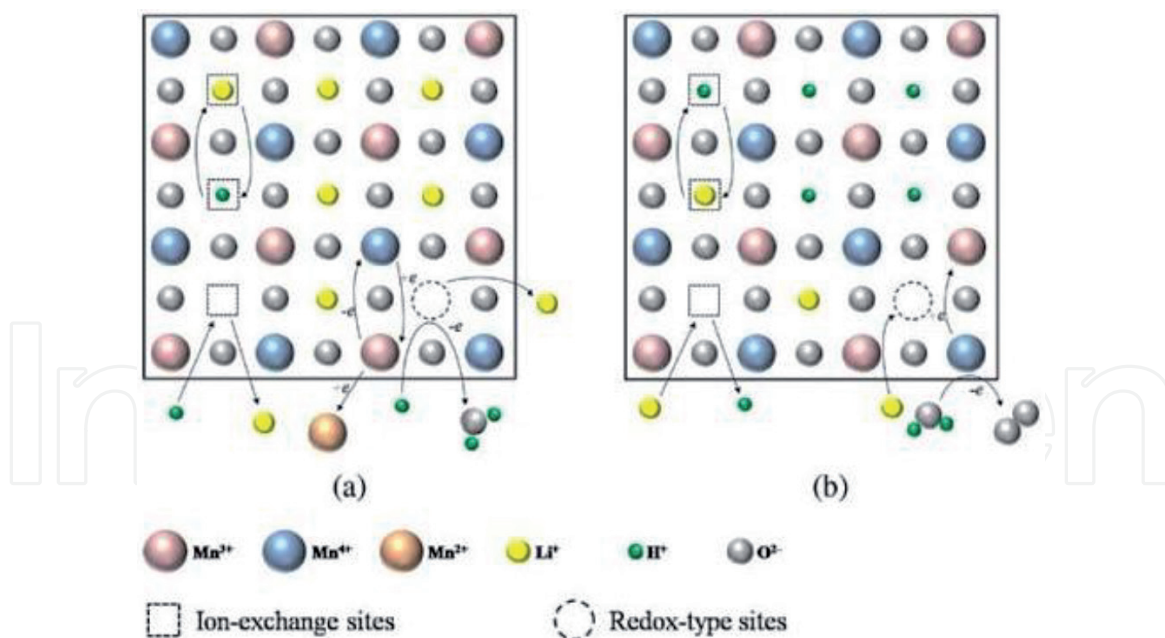 -e
-e
-e
-e
e
-e
(a) (b)
Mn³⁺ Mn⁴⁺ Mn²⁺ Li⁺ H⁺ O²⁻
Ion-exchange sites Redox-type sites